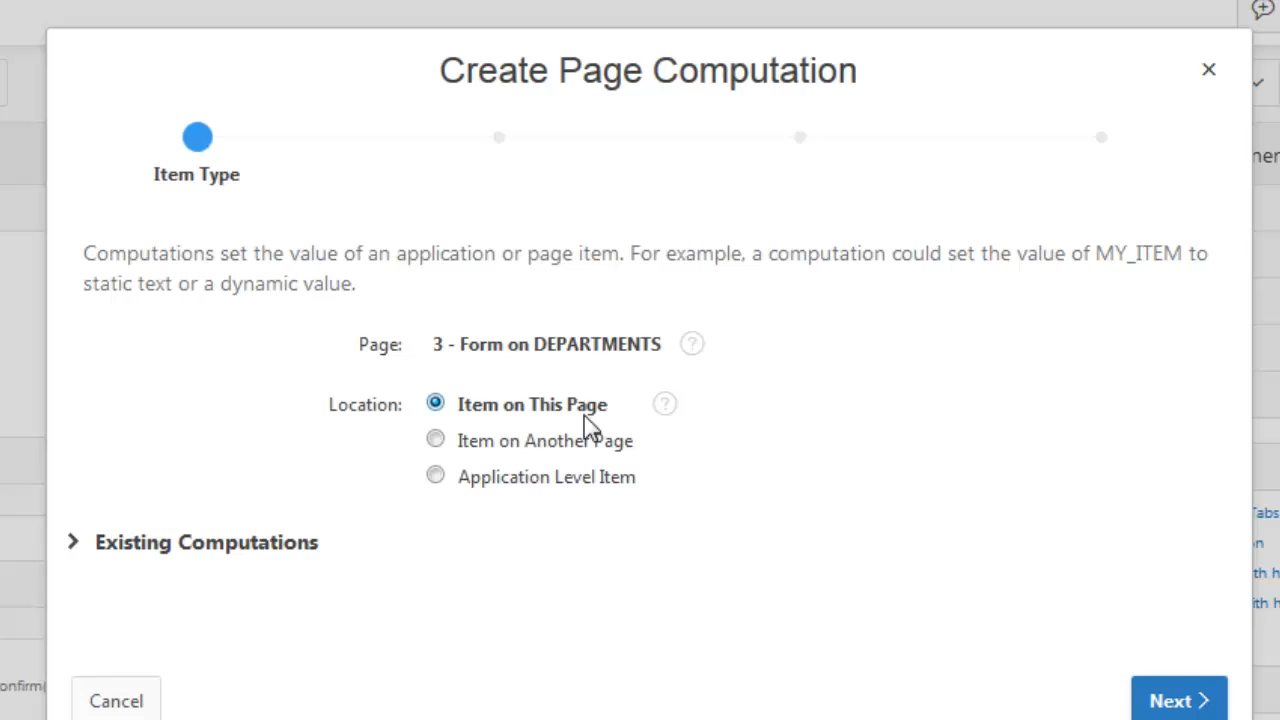 Create Page Computation
Item Type
Computations set the value of an application or page item. For example, a computation could set the value of MY_ITEM to
static text or a dynamic value.
Page: 3 - Form on DEPARTMENTS ?
Location: Item on This Page ?
Item on Another Page
Application Level Item
Existing Computations
Tabs
Cancel
Next